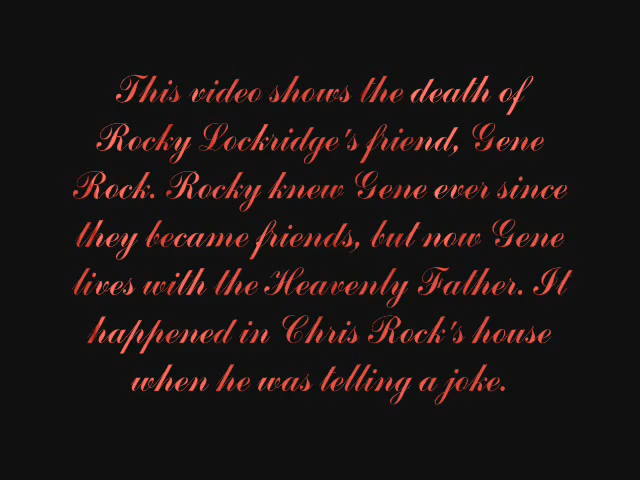 This video shows the death of
Rocky Lockridge's friend, Gene
Rock. Rocky knew Gene ever since
they became friends, but now Gene
lives with the Heavenly Father. It
happened in Chris Rock's house
when he was telling a joke.